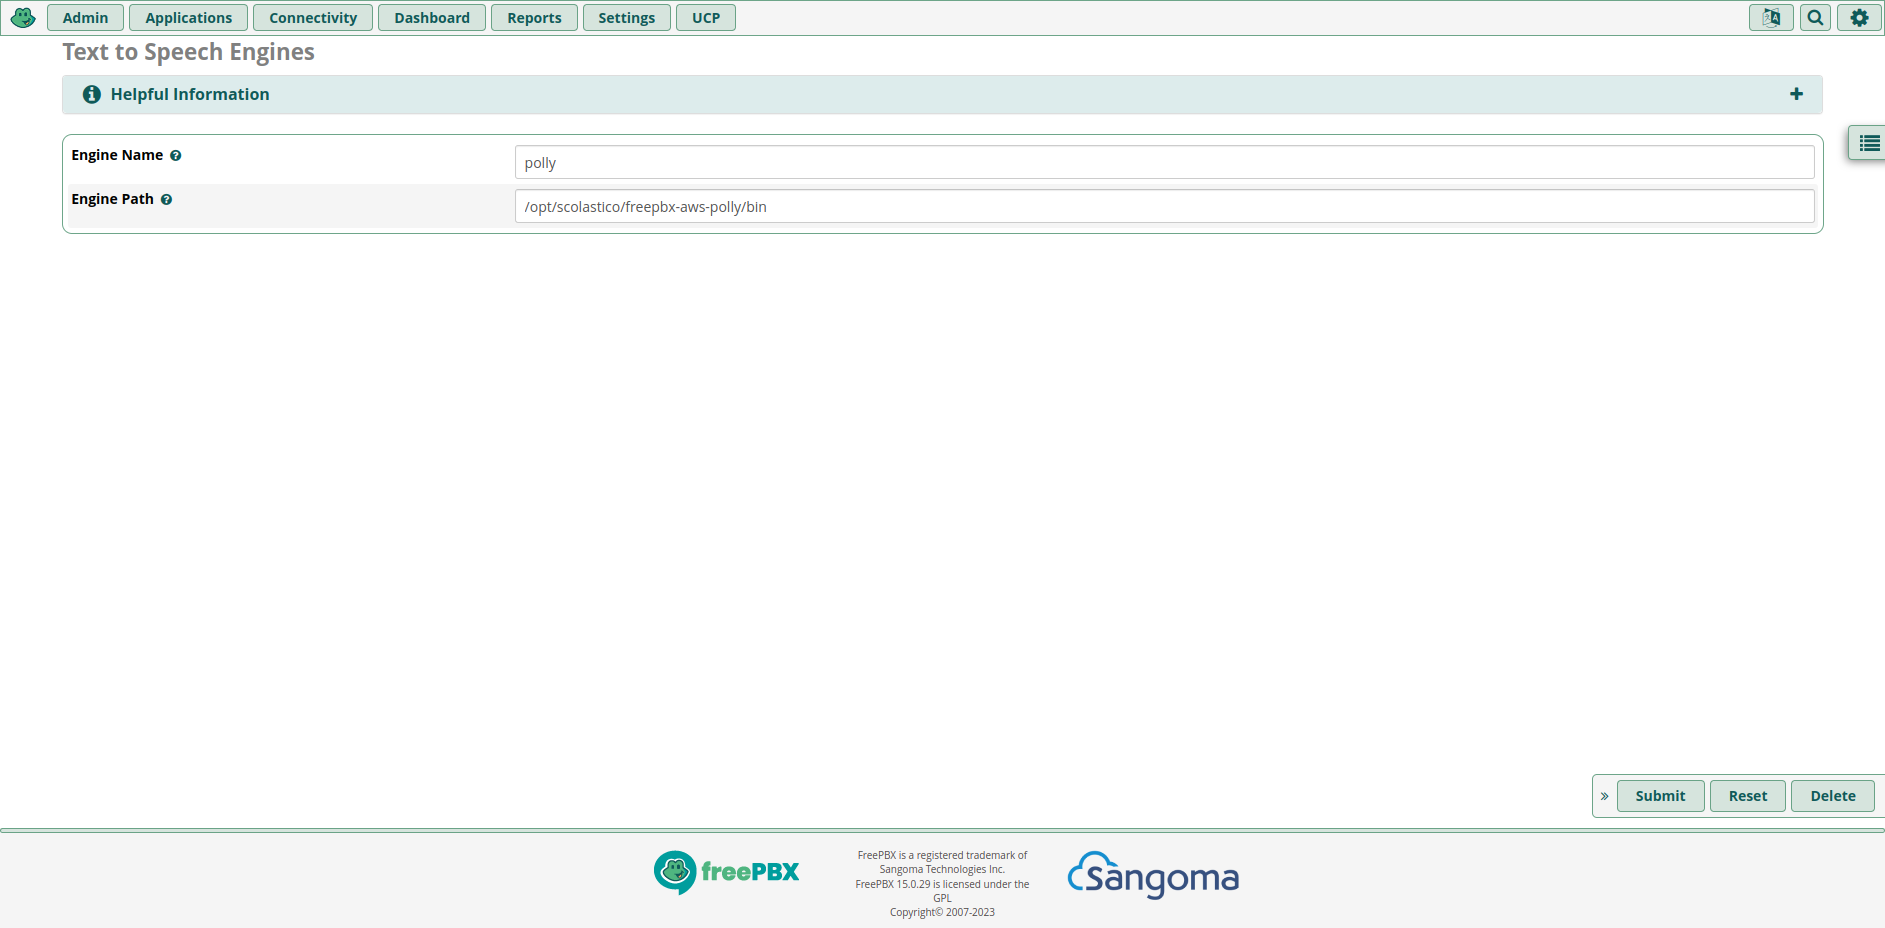 Admin
Applications
Connectivity
Dashboard
Reports
Settings
UCP
Text to Speech Engines
Helpful Information
Engine Name
polly
Engine Path
/opt/scolastico/freepbx-aws-polly/bin
Submit
Reset
Delete
freePBX
FreePBX is a registered trademark of
Sangoma Technologies Inc.
FreePBX 15.0.29 is licensed under the
GPL
Copyright© 2007-2023
Sangoma